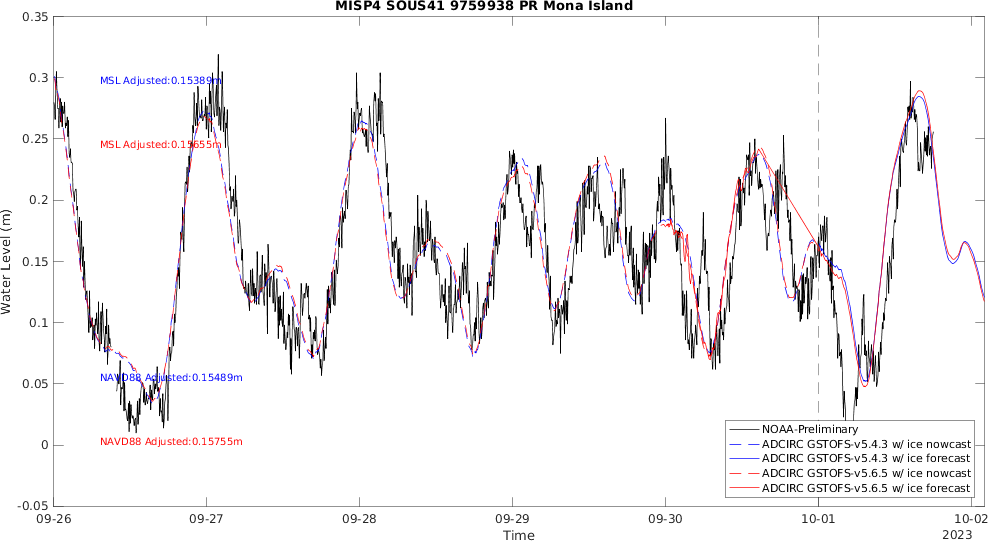 MISP4 SOUS41 9759938 PR Mona Island
0.35
0.3
0.25
0.2
0.15
0.1
0.05
0
-0.05
Water Level (m)
MSL Adjusted:0.15389m
MSL Adjusted:0.15655m
NAVD88 Adjusted:0.15489m
NAVD88 Adjusted:0.15755m
NOAA-Preliminary
ADCIRC GSTOFS-v5.4.3 w/ ice nowcast
ADCIRC GSTOFS-v5.4.3 w/ ice forecast
ADCIRC GSTOFS-v5.6.5 w/ ice nowcast
ADCIRC GSTOFS-v5.6.5 w/ ice forecast
09-26 09-27 09-28 09-29 09-30 10-01 10-02
Time
2023